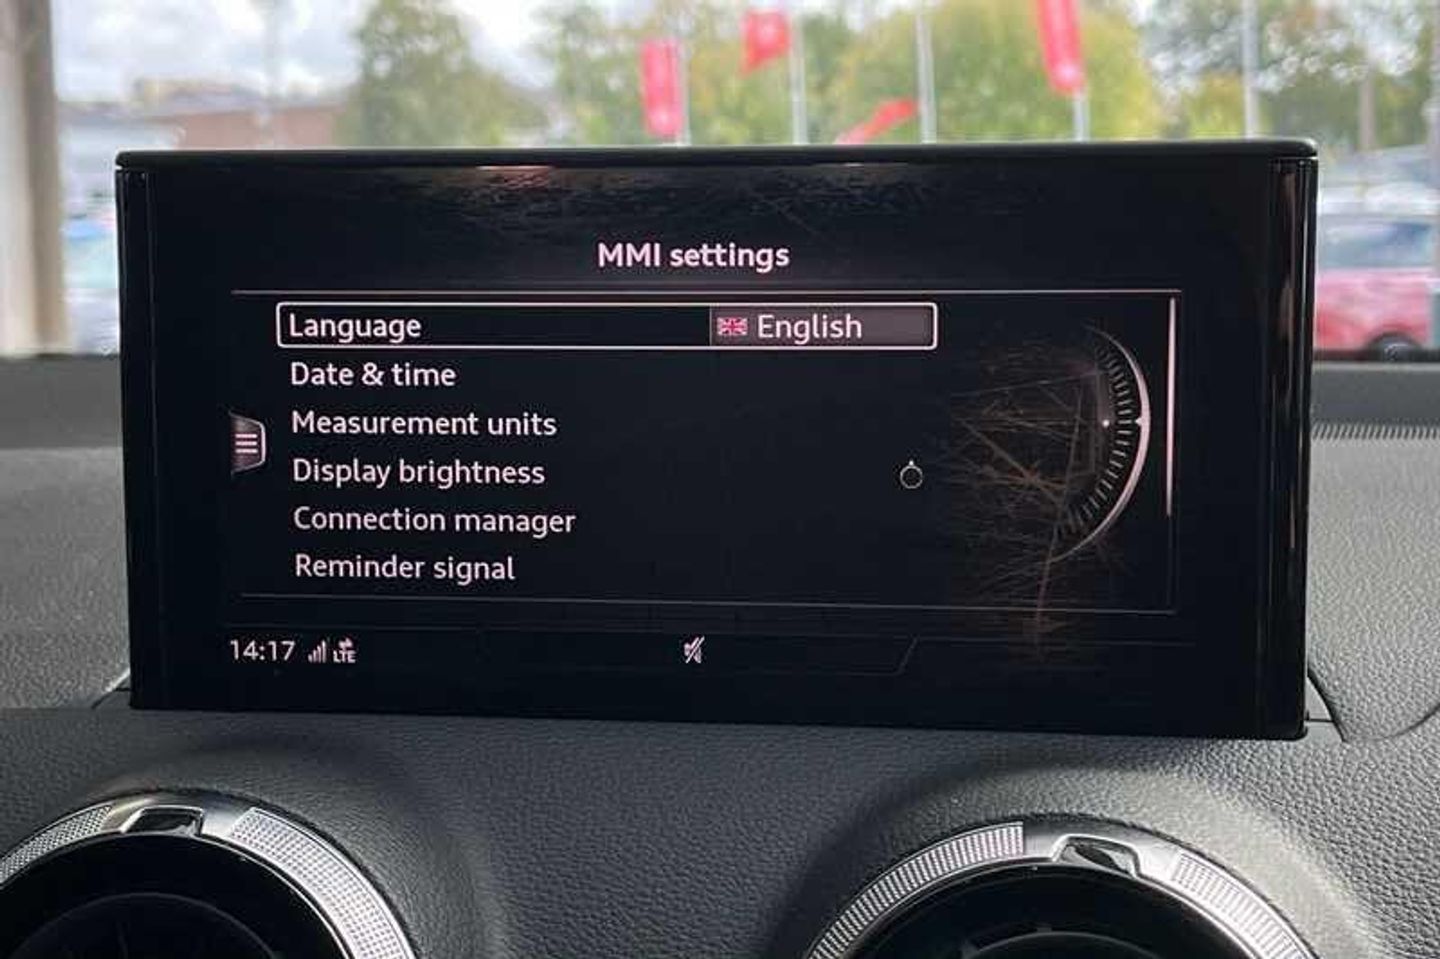 MMI settings
Language English
Date & time
Measurement units
Display brightness
Connection manager
Reminder signal
14:17 LTE